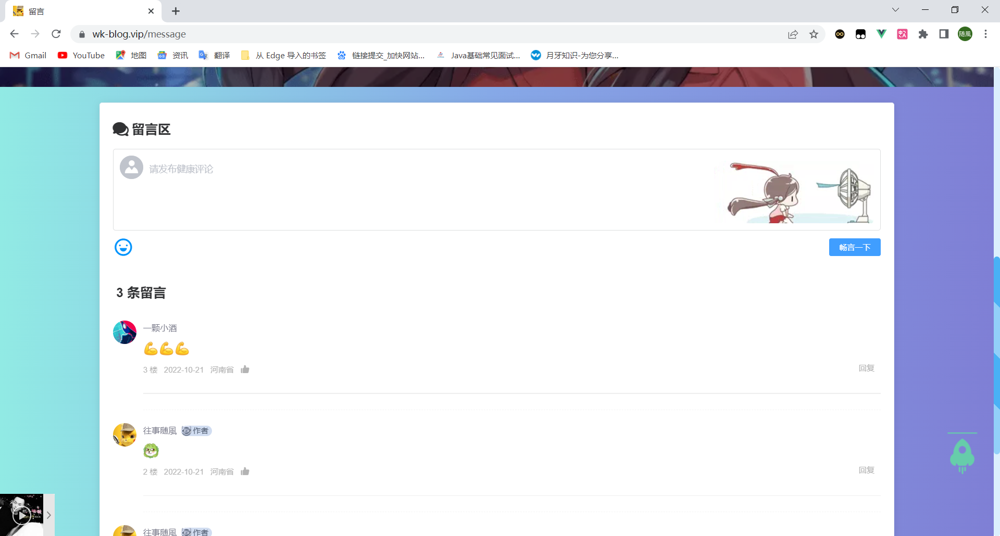 留言
wk-blog.vip/message
随風
Gmail YouTube 地图 资讯 翻译 从 Edge 导入的书签 链接提交_加快网站... Java基础常见面试... 月牙知识-为您分享...
留言区
请发布健康评论
畅言一下
3 条留言
一颗小酒
3 楼 2022-10-21 河南省
回复
往事随風 作者
2 楼 2022-10-21 河南省
回复
往事随風 作者